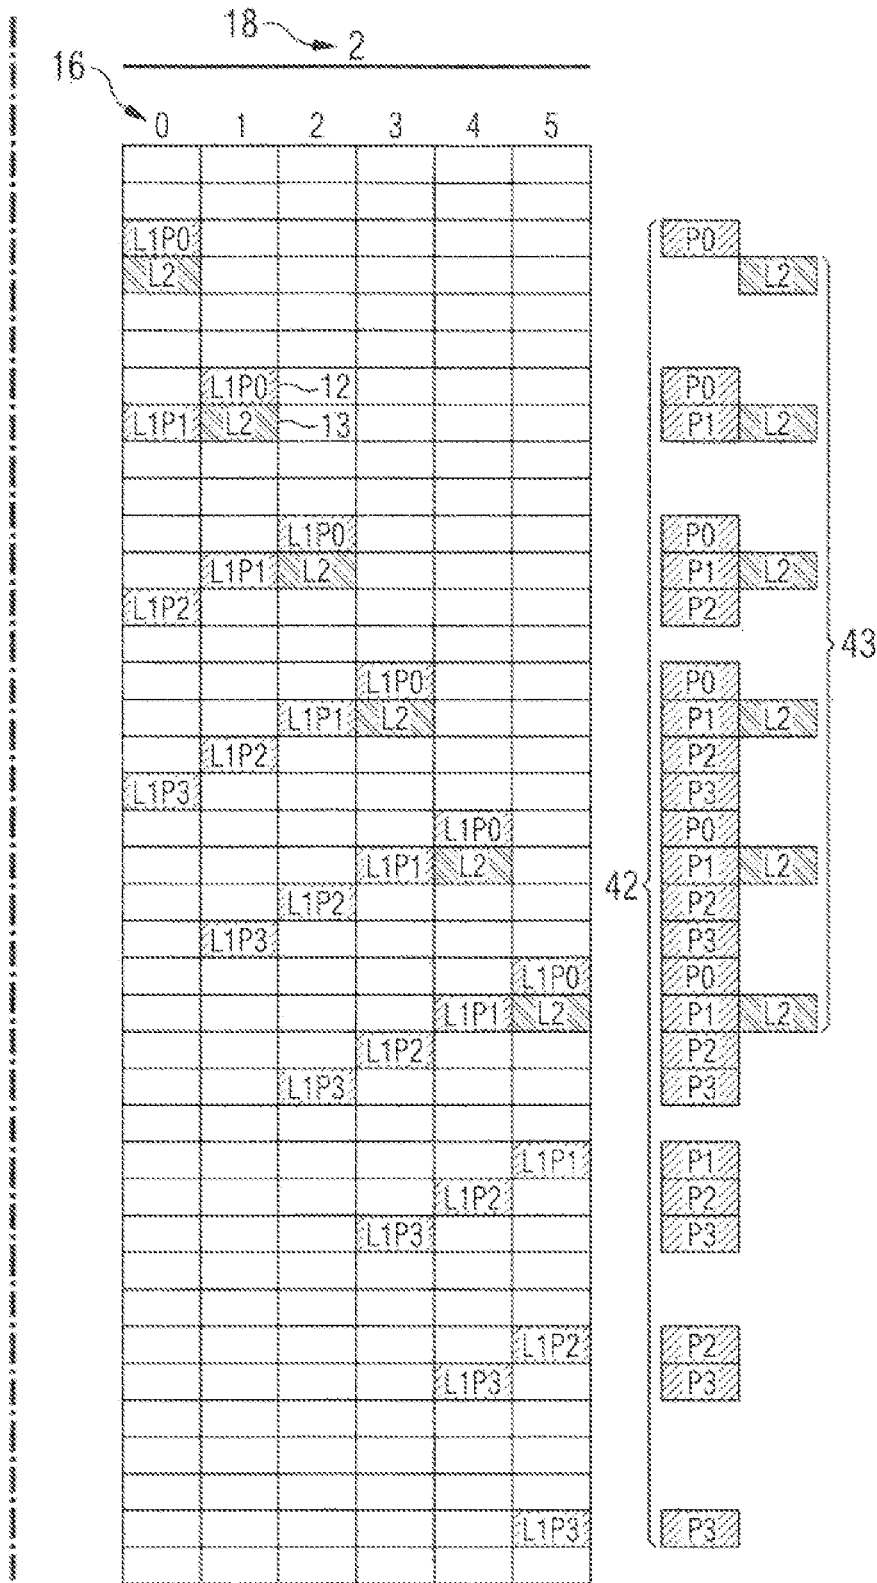 18 2
16
0 1 2 3 4 5
L1P0 P0
L2 L2
L1P0 12 P0
L1P1 L2 13 P1 L2
L1P0 P0
L1P1 L2 P1 L2
L1P2 P2
43
L1P0 P0
L1P1 L2 P1 L2
L1P2 P2
L1P3 P3
L1P0 P0
L1P1 L2 P1 L2
42
L1P2 P2
L1P3 P3
L1P0 P0
L1P1 L2 P1 L2
L1P2 P2
L1P3 P3
L1P1 P1
L1P2 P2
L1P3 P3
L1P2 P2
L1P3 P3
L1P3 P3